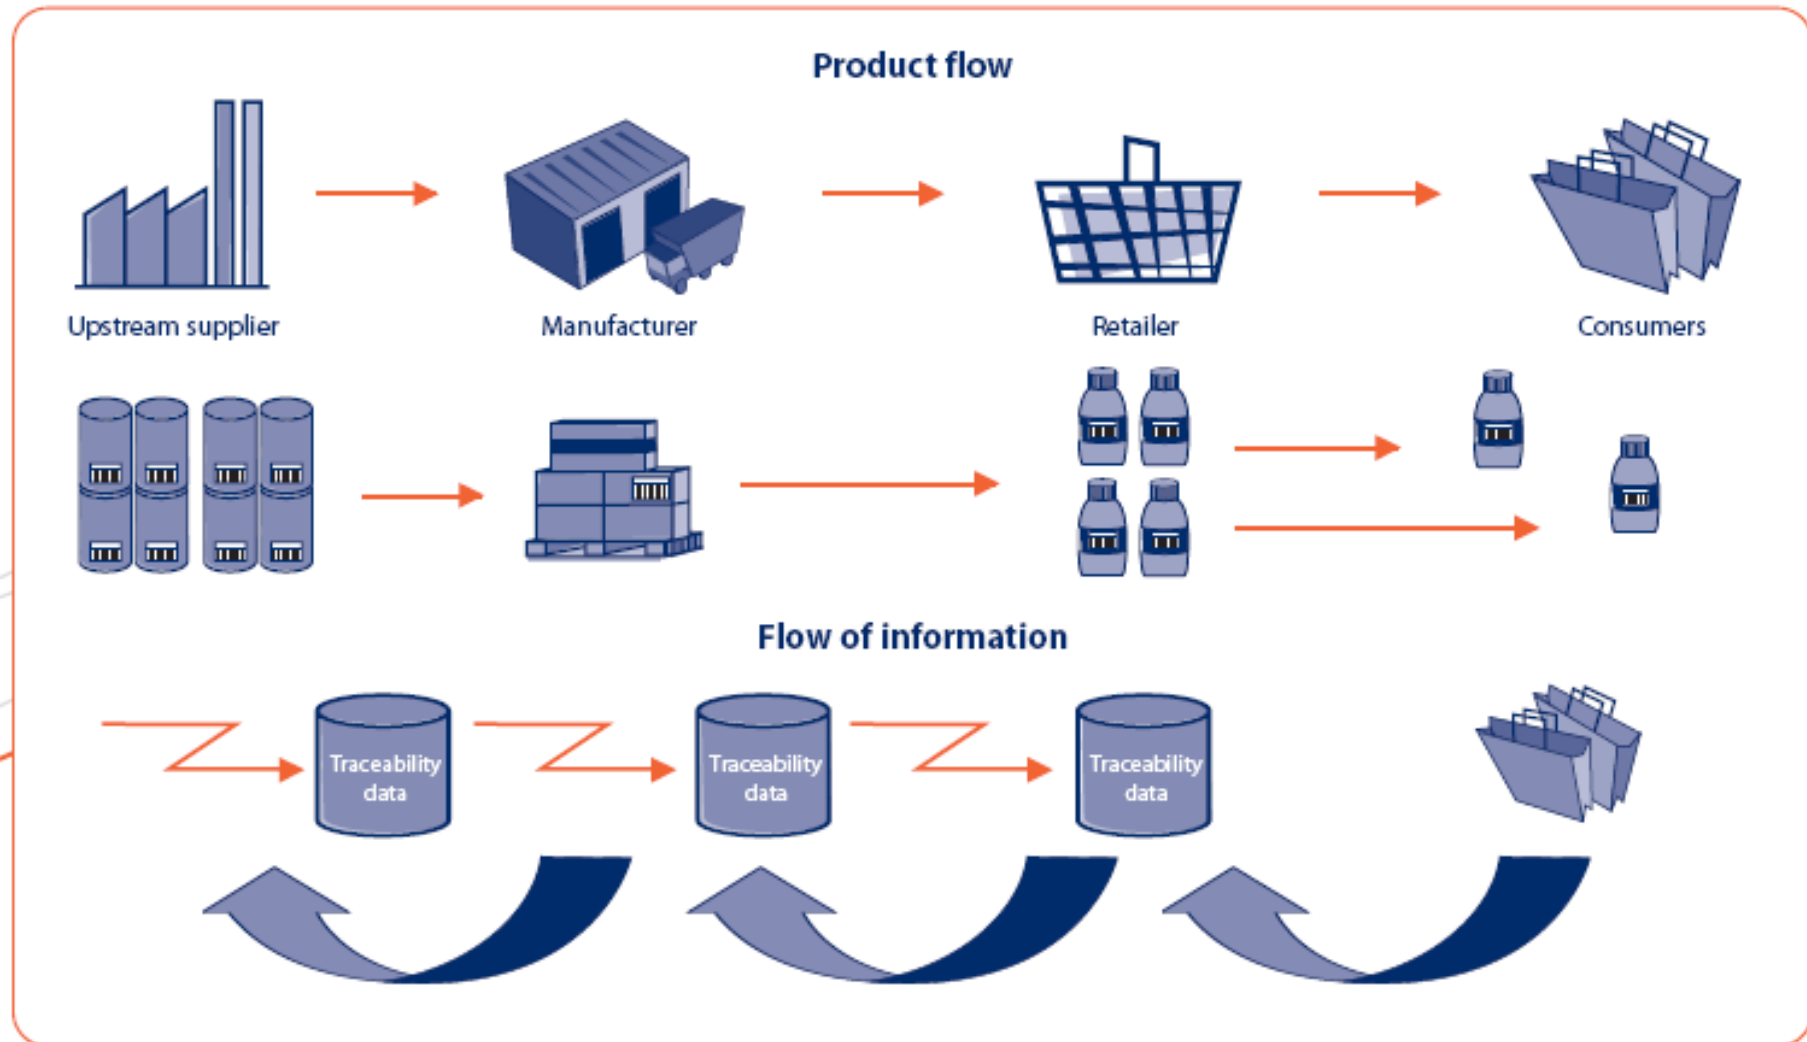 Product flow
Upstream supplier
Manufacturer
Retailer
Consumers
Flow of information
Traceability
data
Traceability
data
Traceability
data